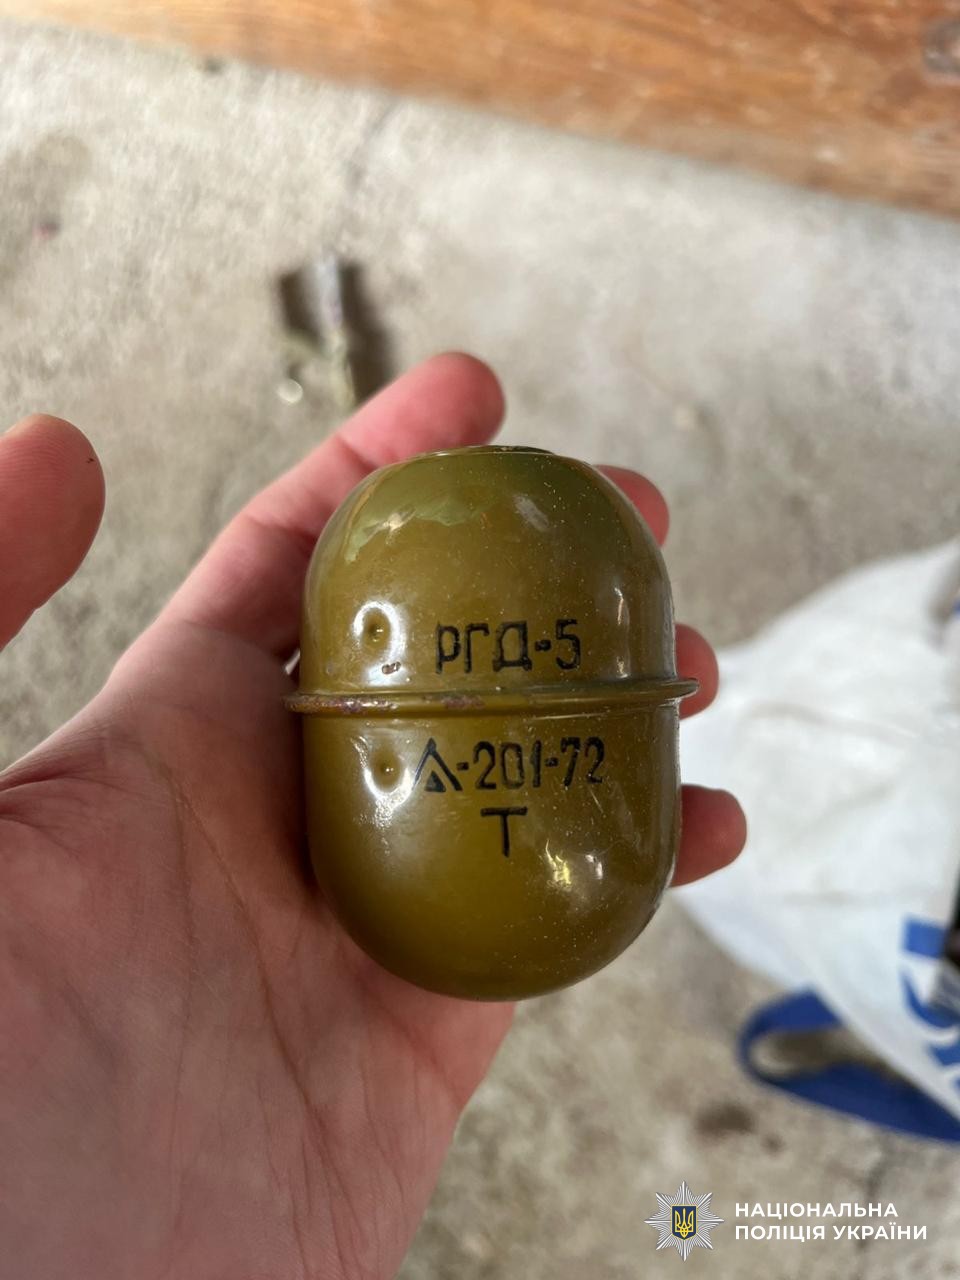 РГД-5
△-201-72
Т
НАЦІОНАЛЬНА
ПОЛІЦІЯ УКРАЇНИ